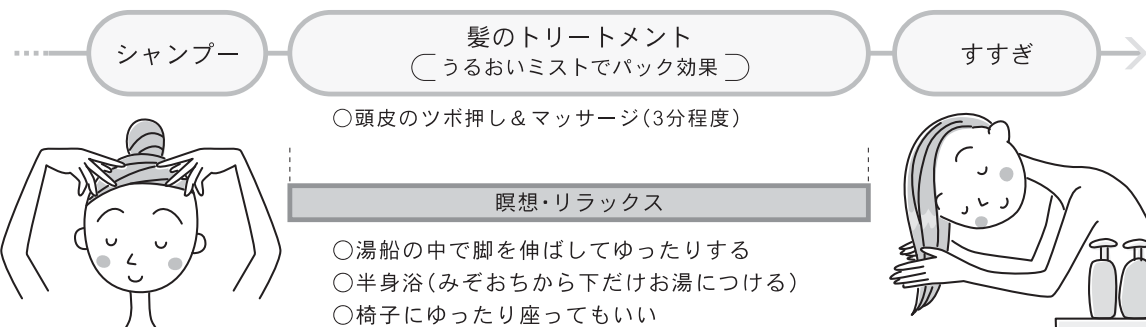 シャンプー
髪のトリートメント
うるおいミストでパック効果
すすぎ
○頭皮のツボ押し＆マッサージ（3分程度）
瞑想・リラックス
○湯船の中で脚を伸ばしてゆったりする
○半身浴（みぞおちから下だけお湯につける）
○椅子にゆったり座ってもいい